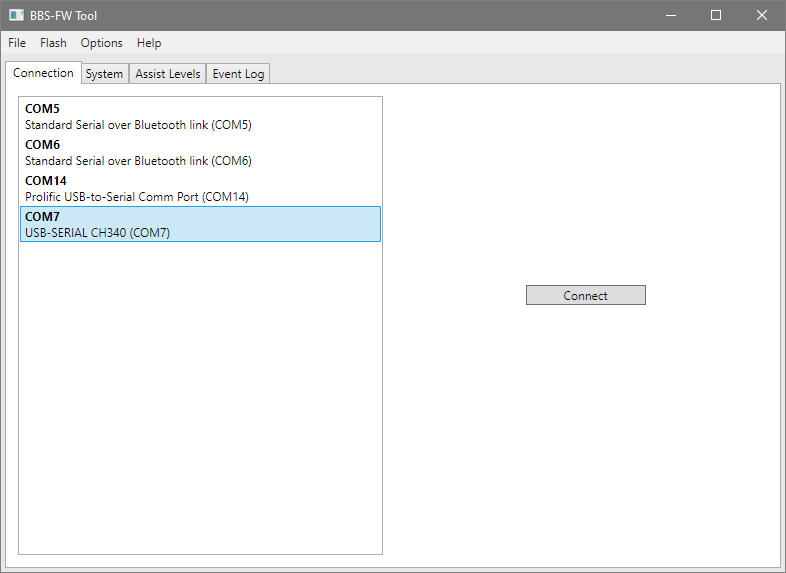 BBS-FW Tool
File Flash Options Help
Connection System Assist Levels Event Log
COM5
Standard Serial over Bluetooth link (COM5)
COM6
Standard Serial over Bluetooth link (COM6)
COM14
Prolific USB-to-Serial Comm Port (COM14)
COM7
USB-SERIAL CH340 (COM7)
Connect